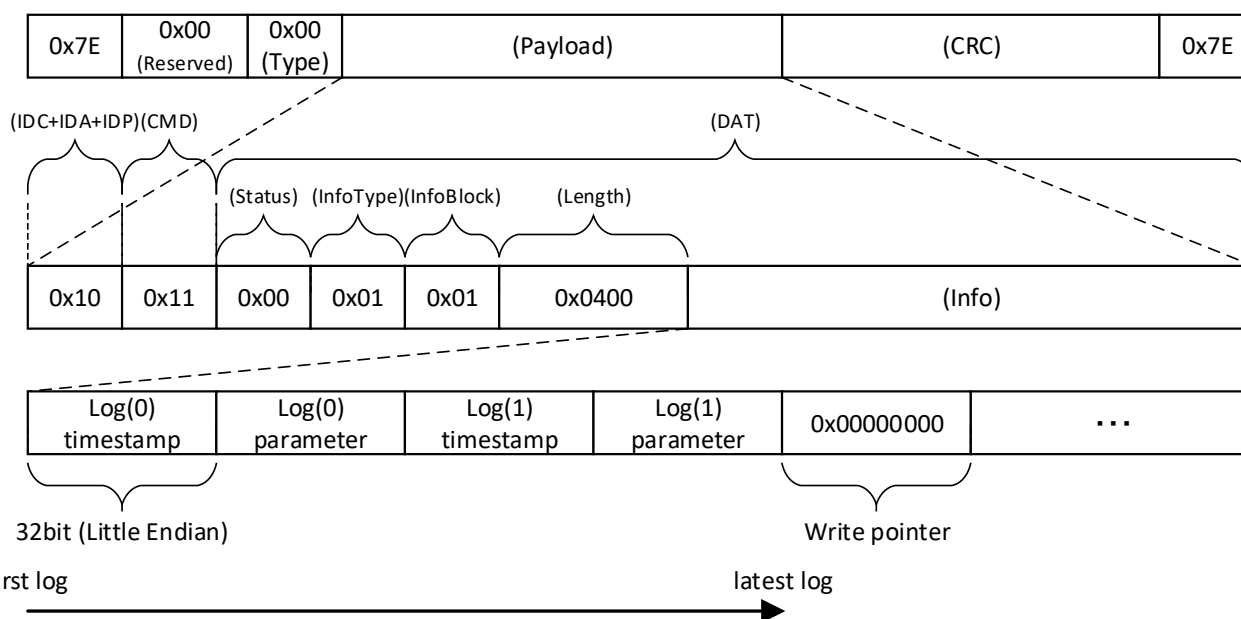 0x7E
0x00
(Reserved)
0x00
(Type)
(Payload)
(CRC)
0x7E
(IDC+IDA+IDP)(CMD)
(DAT)
(Status)
(InfoType)(InfoBlock)
(Length)
0x10
0x11
0x00
0x01
0x01
0x0400
(Info)
Log(0)
timestamp
Log(0)
parameter
Log(1)
timestamp
Log(1)
parameter
0x00000000
...
32bit (Little Endian)
Write pointer
rst log
latest log